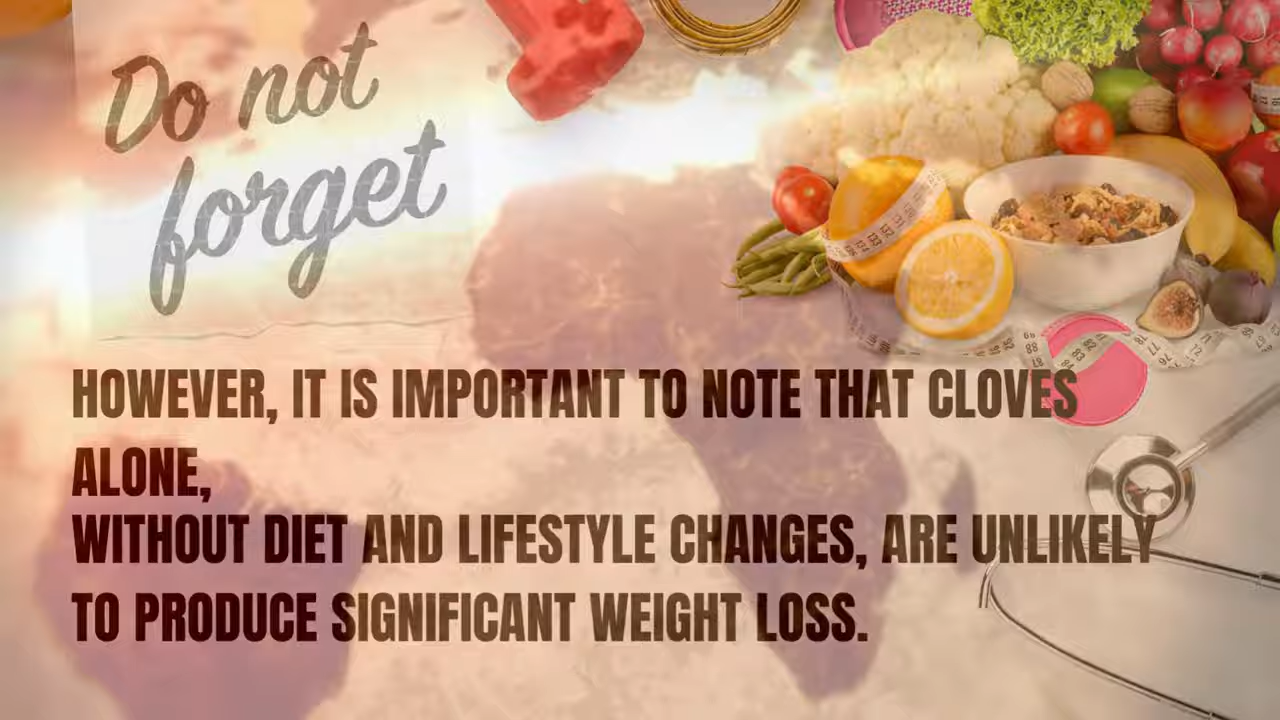 Do not
forget
HOWEVER, IT IS IMPORTANT TO NOTE THAT CLOVES
ALONE,
WITHOUT DIET AND LIFESTYLE CHANGES, ARE UNLIKELY
TO PRODUCE SIGNIFICANT WEIGHT LOSS.